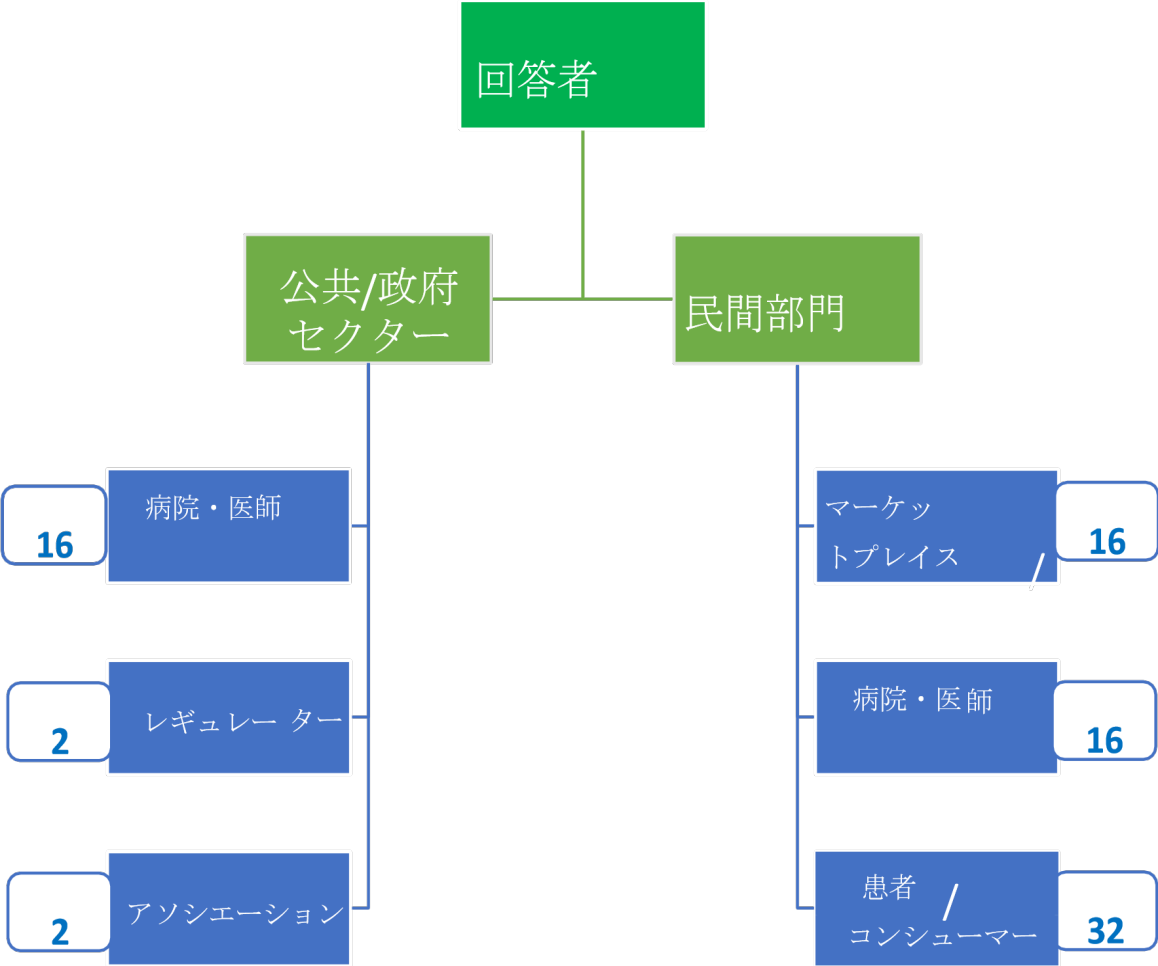 回答者
公共/政府
セクター
民間部門
16
病院・医師
マーケッ
トプレイス /
16
2
レギュレー ター
病院・医師
16
2
アソシエーション
患者 /
コンシューマー
32